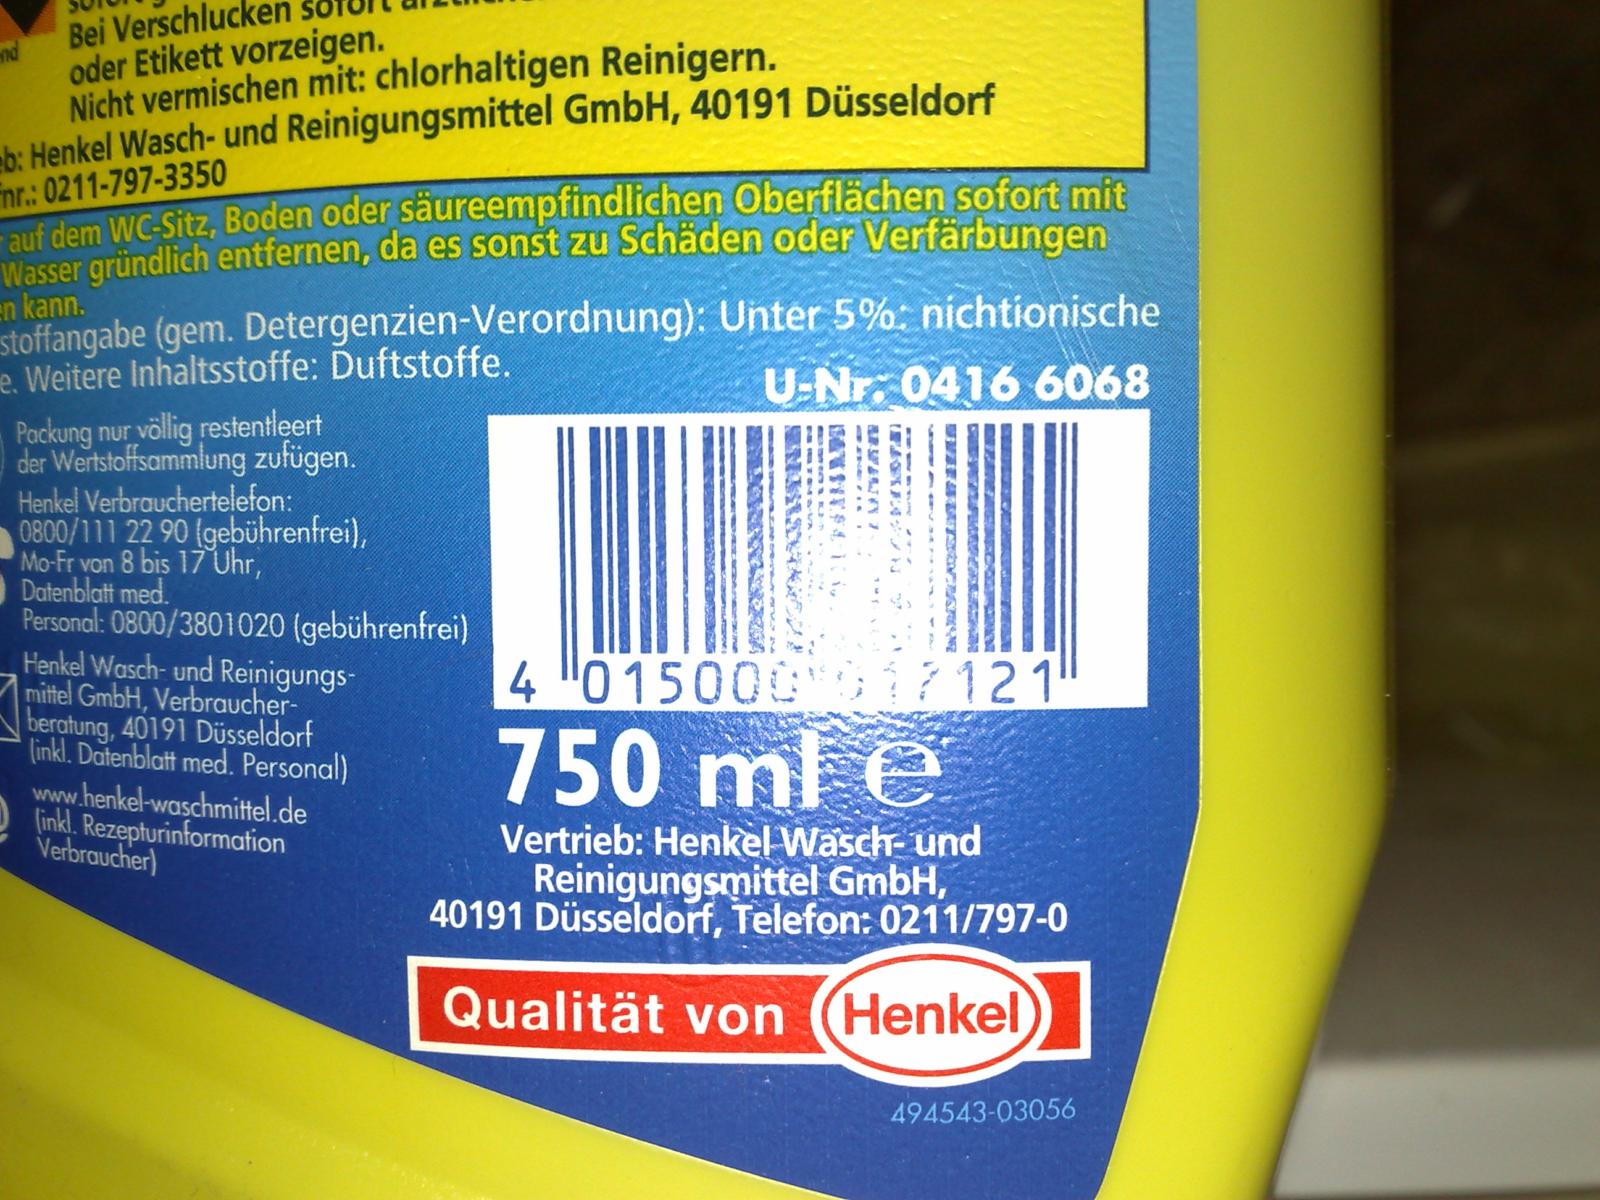 Bei Verschlucken sofort
oder Etikett vorzeigen.
Nicht vermischen mit: chlorhaltigen Reinigern.
eb: Henkel Wasch- und Reinigungsmittel GmbH, 40191 Düsseldorf
fnr.: 0211-797-3350
auf dem WC-Sitz, Boden oder säureempfindlichen Oberflächen sofort mit
Wasser gründlich entfernen, da es sonst zu Schäden oder Verfärbungen
en kann.
stoffangabe (gem. Detergenzien-Verordnung): Unter 5%: nichtionische
e. Weitere Inhaltsstoffe: Duftstoffe.
U-Nr: 0416 6068
Packung nur völlig restentleert
der Wertstoffsammlung zufügen.
Henkel Verbrauchertelefon:
0800/111 22 90 (gebührenfrei),
Mo-Fr von 8 bis 17 Uhr,
Datenblatt med.
Personal: 0800/3801020 (gebührenfrei)
Henkel Wasch- und Reinigungs-
mittel GmbH, Verbraucher-
beratung, 40191 Düsseldorf
(inkl. Datenblatt med. Personal)
www.henkel-waschmittel.de
(inkl. Rezepturinformation
Verbraucher)
4 015000 017121
750 ml e
Vertrieb: Henkel Wasch- und
Reinigungsmittel GmbH,
40191 Düsseldorf, Telefon: 0211/797-0
Qualität von Henkel
494543-03056